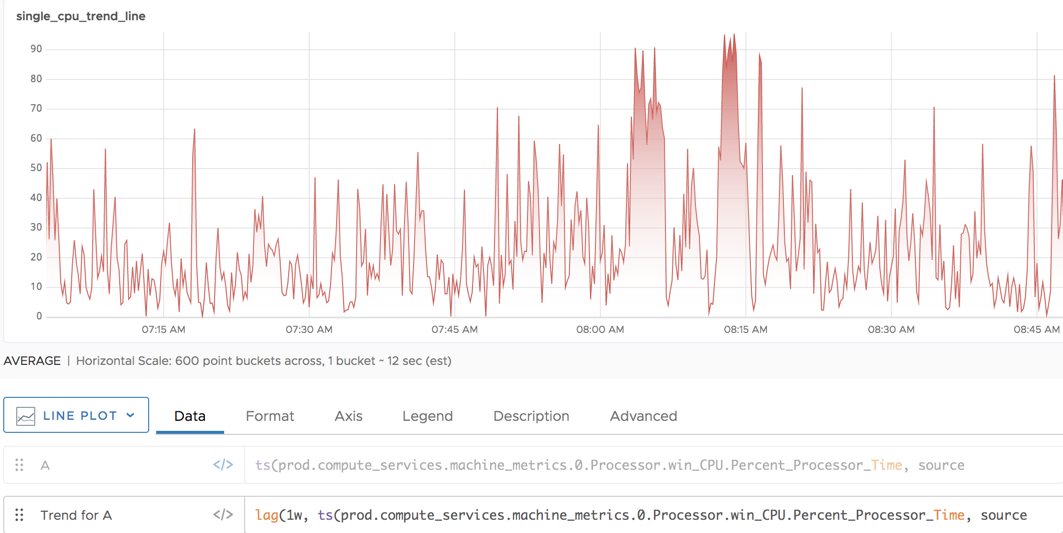 single_cpu_trend_line
90
80
70
60
50
40
30
20
10
0
07:15 AM 07:30 AM 07:45 AM 08:00 AM 08:15 AM 08:30 AM 08:45 AM
AVERAGE | Horizontal Scale: 600 point buckets across, 1 bucket ~ 12 sec (est)
LINE PLOT Data Format Axis Legend Description Advanced
A </> ts(prod.compute_services.machine_metrics.0.Processor.win_CPU.Percent_Processor_Time, source
Trend for A </> lag(1w, ts(prod.compute_services.machine_metrics.0.Processor.win_CPU.Percent_Processor_Time, source